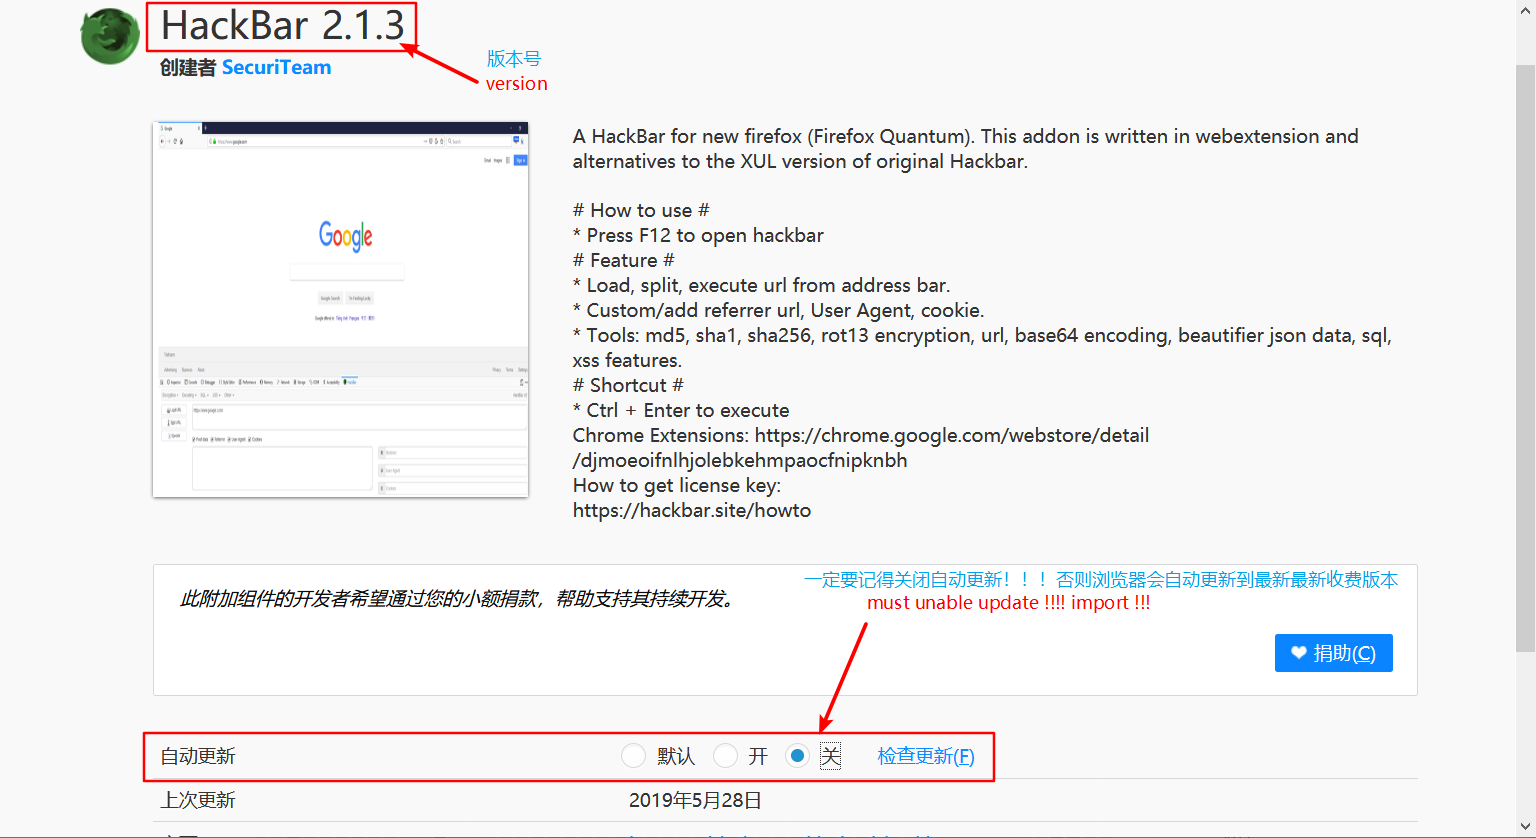 HackBar 2.1.3
创建者 SecuriTeam
版本号
version
Google
A HackBar for new firefox (Firefox Quantum). This addon is written in webextension and
alternatives to the XUL version of original Hackbar.
# How to use #
* Press F12 to open hackbar
# Feature #
* Load, split, execute url from address bar.
* Custom/add referrer url, User Agent, cookie.
* Tools: md5, sha1, sha256, rot13 encryption, url, base64 encoding, beautifier json data, sql,
xss features.
# Shortcut #
* Ctrl + Enter to execute
Chrome Extensions: https://chrome.google.com/webstore/detail
/djmoeoifnlhjolebkehmpaocfnipknbh
How to get license key:
https://hackbar.site/howto
一定要记得关闭自动更新！！！否则浏览器会自动更新到最新最新收费版本
must unable update !!!! import !!!
此附加组件的开发者希望通过您的小额捐款，帮助支持其持续开发。
捐助(C)
自动更新 默认 开 关 检查更新(F)
上次更新 2019年5月28日